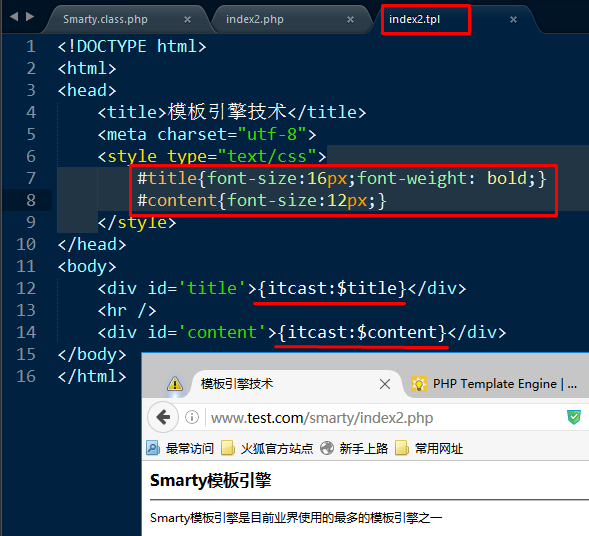 Smarty.class.php × index2.php × index2.tpl ×
1 <!DOCTYPE html>
2 <html>
3 <head>
4     <title>模板引擎技术</title>
5     <meta charset="utf-8">
6     <style type="text/css">
7         #title{font-size:16px;font-weight: bold;}
8         #content{font-size:12px;}
9     </style>
10 </head>
11 <body>
12     <div id='title'>{itcast:$title}</div>
13     <hr />
14     <div id='content'>{itcast:$content}</div>
15 </body>
16 </html>
模板引擎技术 × PHP Template Engine | ...
www.test.com/smarty/index2.php
最常访问 火狐官方站点 新手上路 常用网址
Smarty模板引擎
Smarty模板引擎是目前业界使用的最多的模板引擎之一